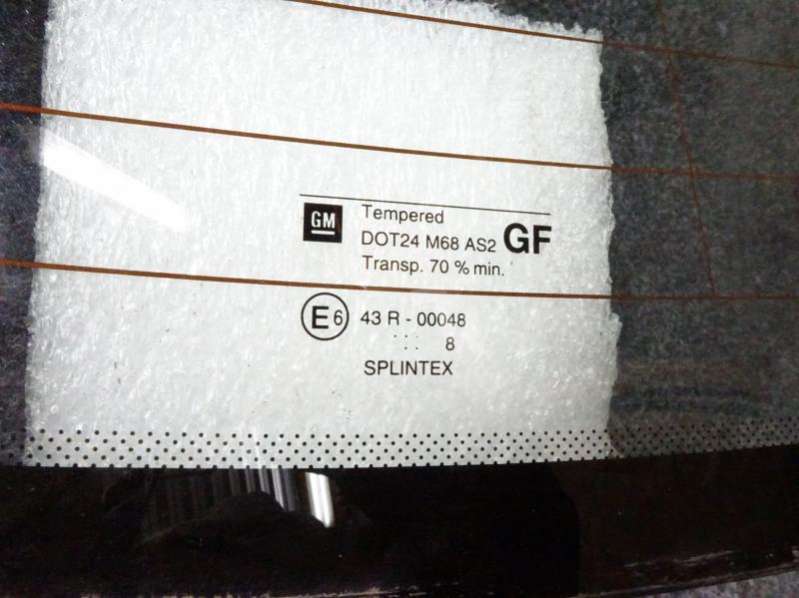 GM
Tempered
DOT24 M68 AS2 GF
Transp. 70 % min.
E6 43 R - 00048
8
SPLINTEX